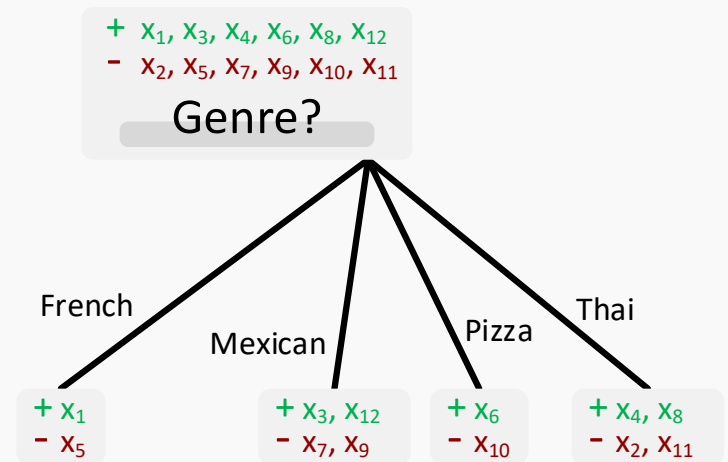 + x₁, x₃, x₄, x₆, x₈, x₁₂
- x₂, x₅, x₇, x₉, x₁₀, x₁₁
Genre?
French
Mexican
Pizza
Thai
+ x₁
- x₅
+ x₃, x₁₂
- x₇, x₉
+ x₆
- x₁₀
+ x₄, x₈
- x₂, x₁₁